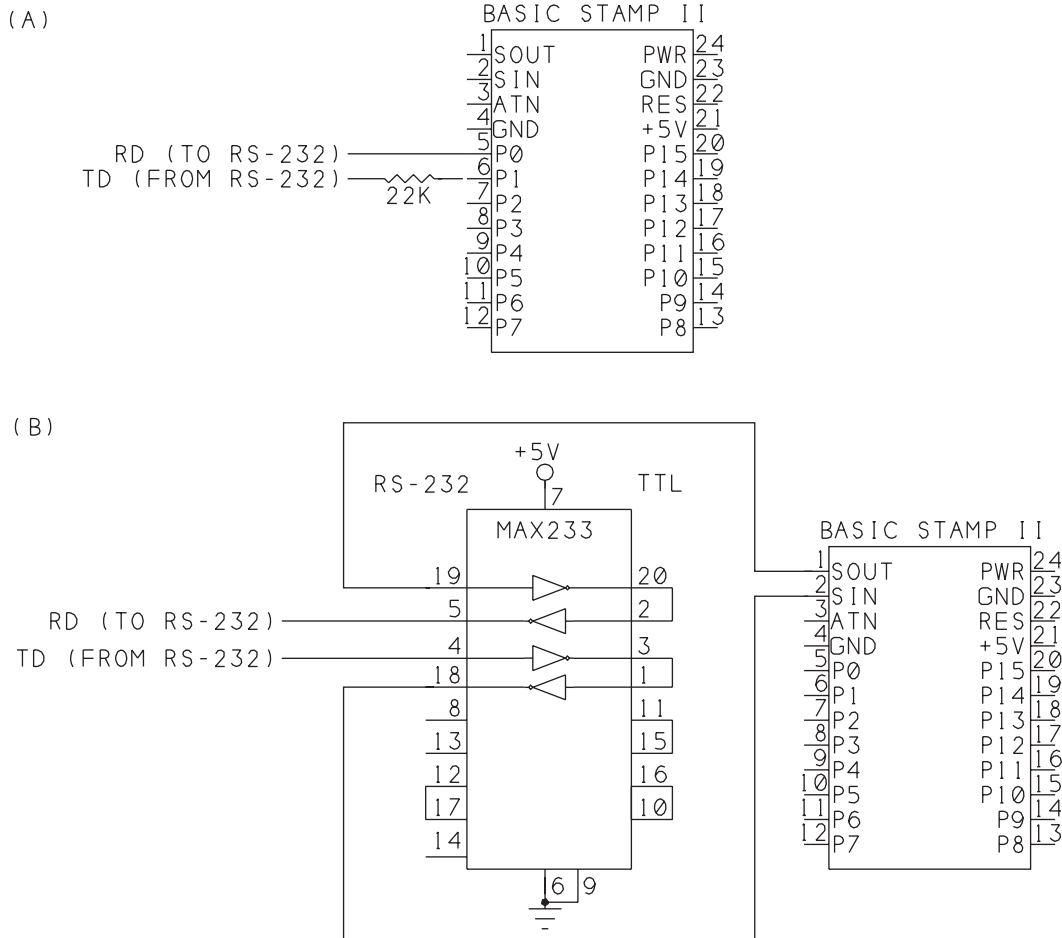 (A)
BASIC STAMP II
1 SOUT PWR 24
2 SIN GND 23
3 ATN RES 22
4 GND +5V 21
RD (TO RS-232) 5 P0 P15 20
TD (FROM RS-232) 22K 6 P1 P14 19
7 P2 P13 18
8 P3 P12 17
9 P4 P11 16
10 P5 P10 15
11 P6 P9 14
12 P7 P8 13
(B)
+5V
RS-232 7 TTL
MAX233
19 20
RD (TO RS-232) 5 2
TD (FROM RS-232) 4 3
18 1
8 11
13 15
12 16
17 10
14
6 9
BASIC STAMP II
1 SOUT PWR 24
2 SIN GND 23
3 ATN RES 22
4 GND +5V 21
5 P0 P15 20
6 P1 P14 19
7 P2 P13 18
8 P3 P12 17
9 P4 P11 16
10 P5 P10 15
11 P6 P9 14
12 P7 P8 13